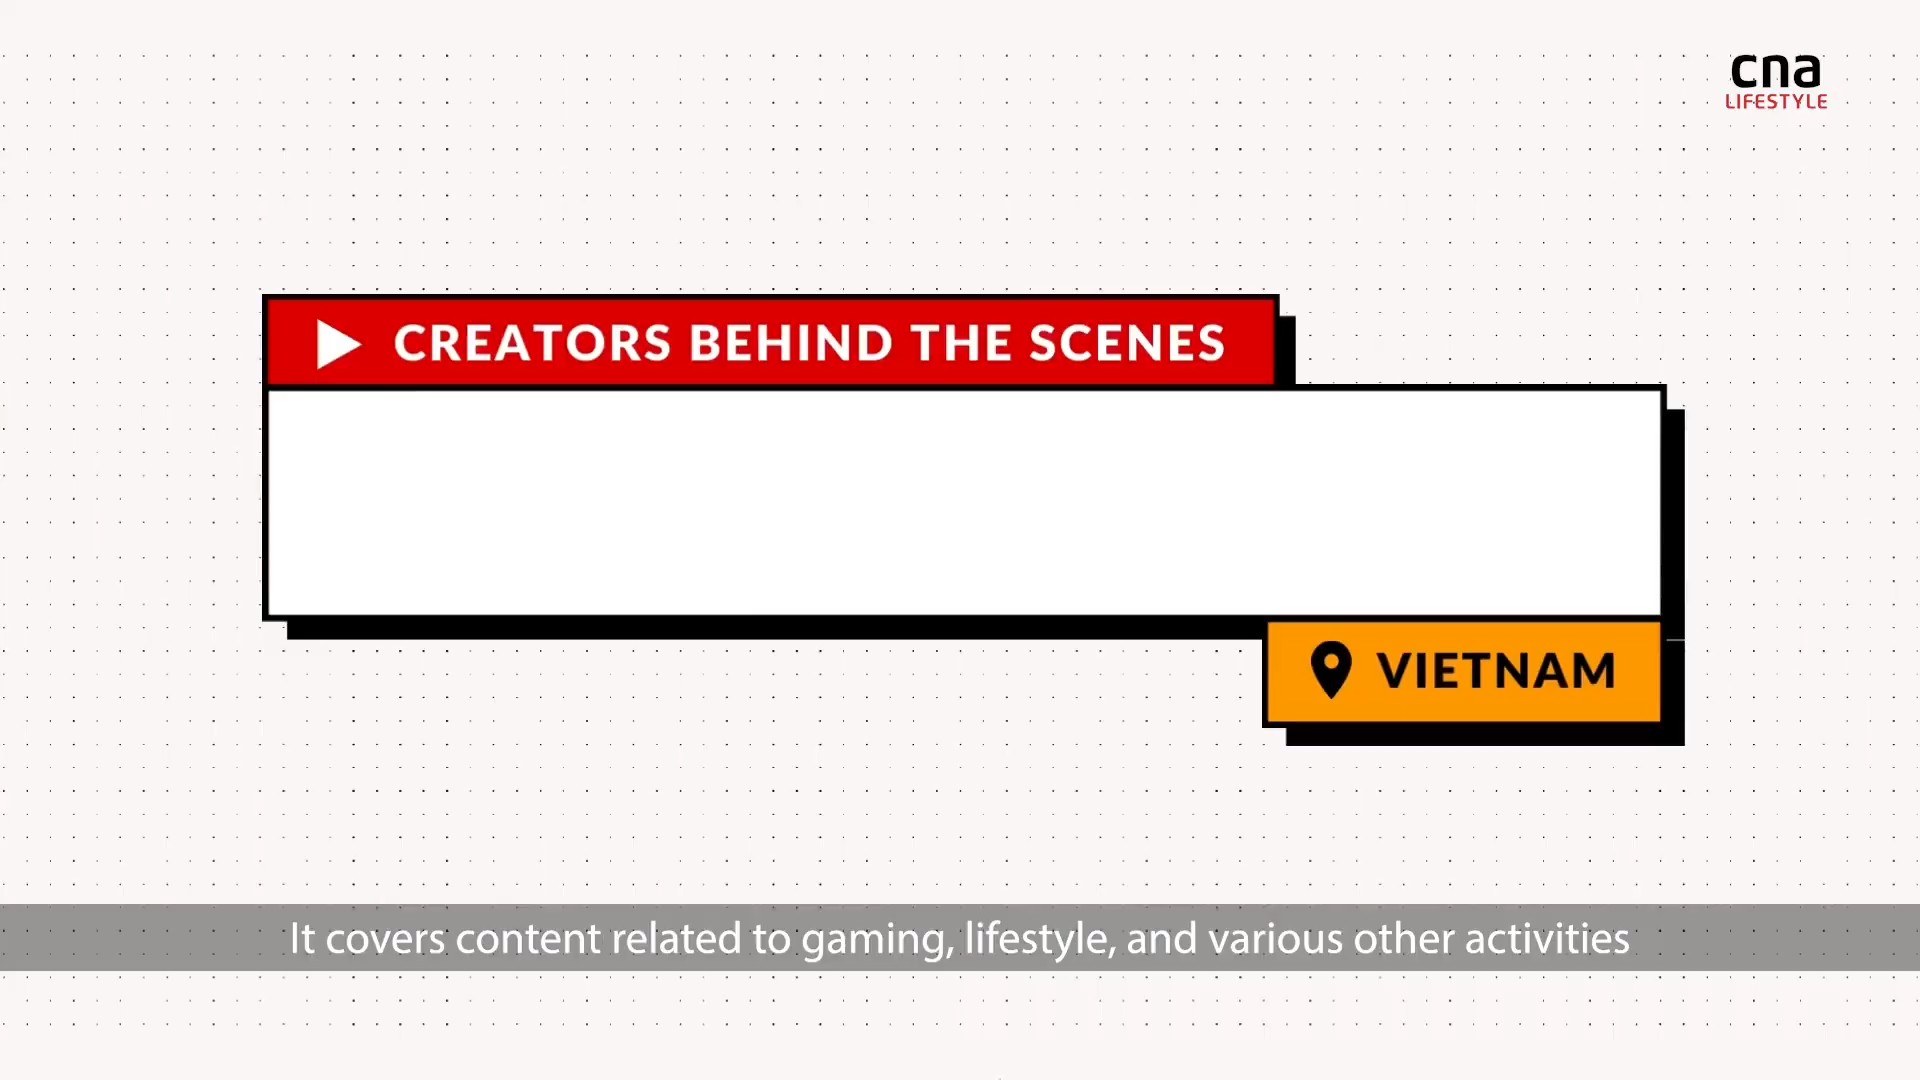 cna
LIFESTYLE
CREATORS BEHIND THE SCENES
VIETNAM
It covers content related to gaming, lifestyle, and various other activities